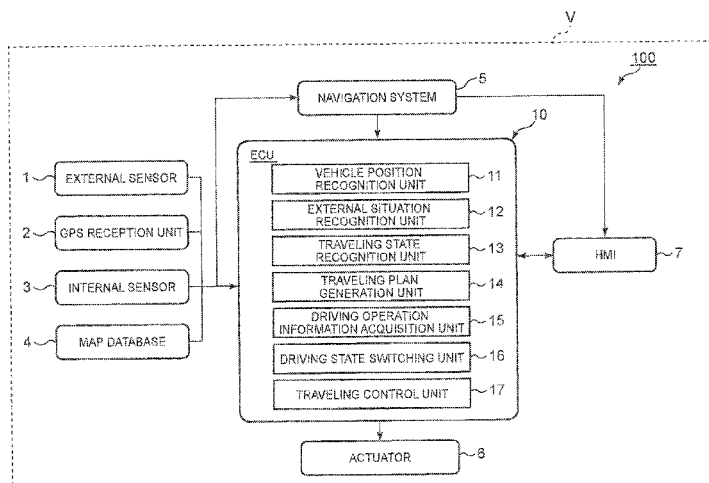 V
100
5
NAVIGATION SYSTEM
10
ECU
1
EXTERNAL SENSOR
2
GPS RECEPTION UNIT
3
INTERNAL SENSOR
4
MAP DATABASE
VEHICLE POSITION
RECOGNITION UNIT
11
EXTERNAL SITUATION
RECOGNITION UNIT
12
TRAVELING STATE
RECOGNITION UNIT
13
TRAVELING PLAN
GENERATION UNIT
14
DRIVING OPERATION
INFORMATION ACQUISITION UNIT
15
DRIVING STATE SWITCHING UNIT
16
TRAVELING CONTROL UNIT
17
HMI
7
ACTUATOR
6